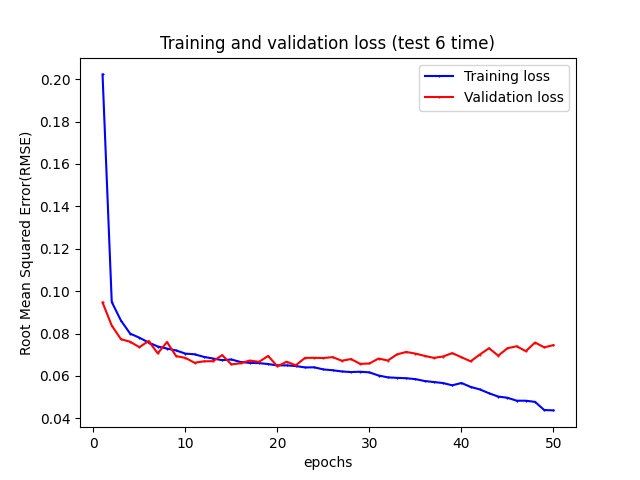 Training and validation loss (test 6 time)
Training loss
Validation loss
Root Mean Squared Error(RMSE)
0.20
0.18
0.16
0.14
0.12
0.10
0.08
0.06
0.04
0 10 20 30 40 50
epochs